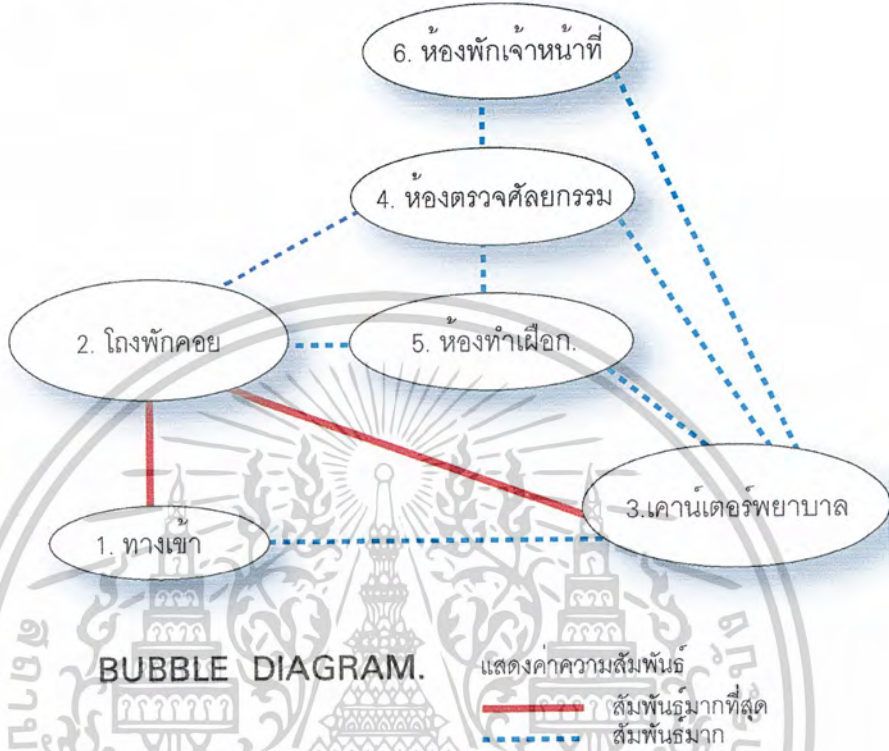 6. ห้องพักเจ้าหน้าที่
4. ห้องตรวจศัลยกรรม
2. โถงพักคอย
5. ห้องทำเฝือก.
3.เคาน์เตอร์พยาบาล
1. ทางเข้า
BUBBLE DIAGRAM.
แสดงค่าความสัมพันธ์
สัมพันธ์มากที่สุด
สัมพันธ์มาก